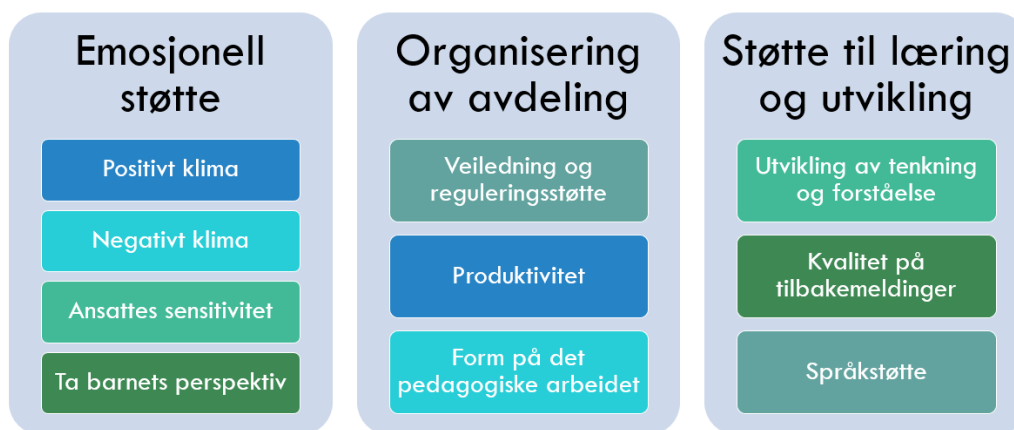 Emosjonell
støtte
Positivt klima
Negativt klima
Ansattes sensitivitet
Ta barnets perspektiv
Organisering
av avdeling
Veiledning og
reguleringsstøtte
Produktivitet
Form på det
pedagogiske arbeidet
Støtte til læring
og utvikling
Utvikling av tenkning
og forståelse
Kvalitet på
tilbakemeldinger
Språkstøtte